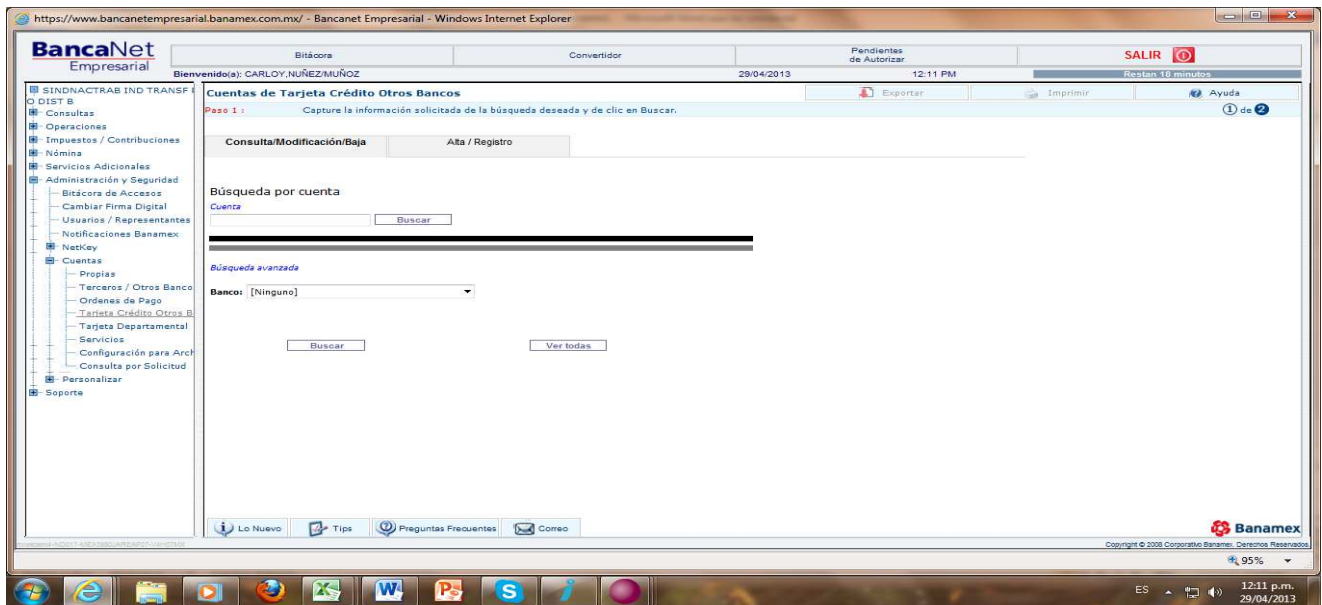 https://www.bancanetempresarial.banamex.com.mx/ - Bancanet Empresarial - Windows Internet Explorer
BancaNet
Empresarial
Bitácora
Convertidor
Pendientes
de Autorizar
SALIR
Bienvenido(a): CARLOY,NUÑEZ/MUÑOZ
29/04/2013
12:11 PM
Restan 18 minutos
SINDNACTRAB IND TRANSF
O DIST B
Consultas
Operaciones
Impuestos / Contribuciones
Nómina
Servicios Adicionales
Administración y Seguridad
Bitácora de Accesos
Cambiar Firma Digital
Usuarios / Representantes
Notificaciones Banamex
NetKey
Cuentas
Propias
Terceros / Otros Banco
Ordenes de Pago
Tarjeta Crédito Otros B
Tarjeta Departamental
Servicios
Configuración para Arch
Consulta por Solicitud
Personalizar
Soporte
Cuentas de Tarjeta Crédito Otros Bancos
Exportar
Imprimir
Ayuda
Paso 1 : Capture la información solicitada de la búsqueda deseada y de clic en Buscar.
1 de 2
Consulta/Modificación/Baja
Alta / Registro
Búsqueda por cuenta
Cuenta
Buscar
Búsqueda avanzada
Banco: [Ninguno]
Buscar
Ver todas
Lo Nuevo
Tips
Preguntas Frecuentes
Correo
Banamex
Copyright © 2008 Corporativo Banamex. Derechos Reservados.
95%
ES
12:11 p.m.
29/04/2013